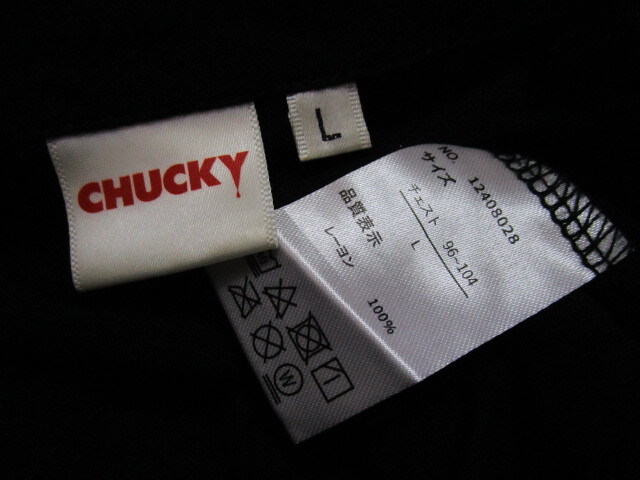 CHUCKY
L
NO. 12408028
サイズ
チェスト 96~104
L
品質表示
レーヨン 100%
W